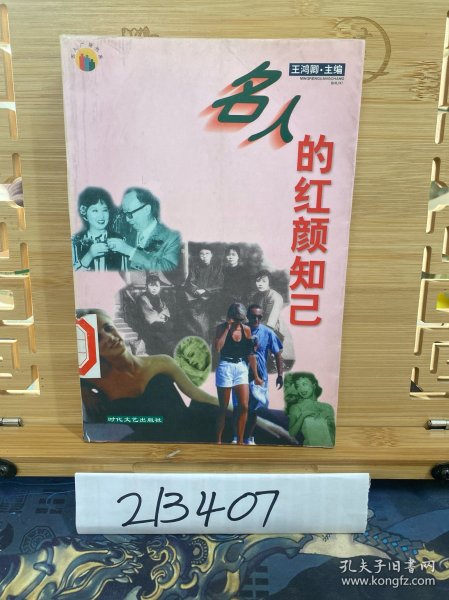 王鸿卿·主编
名人
的红颜知己
时代文艺出版社
213407
孔夫子旧书网
www.kongfz.com